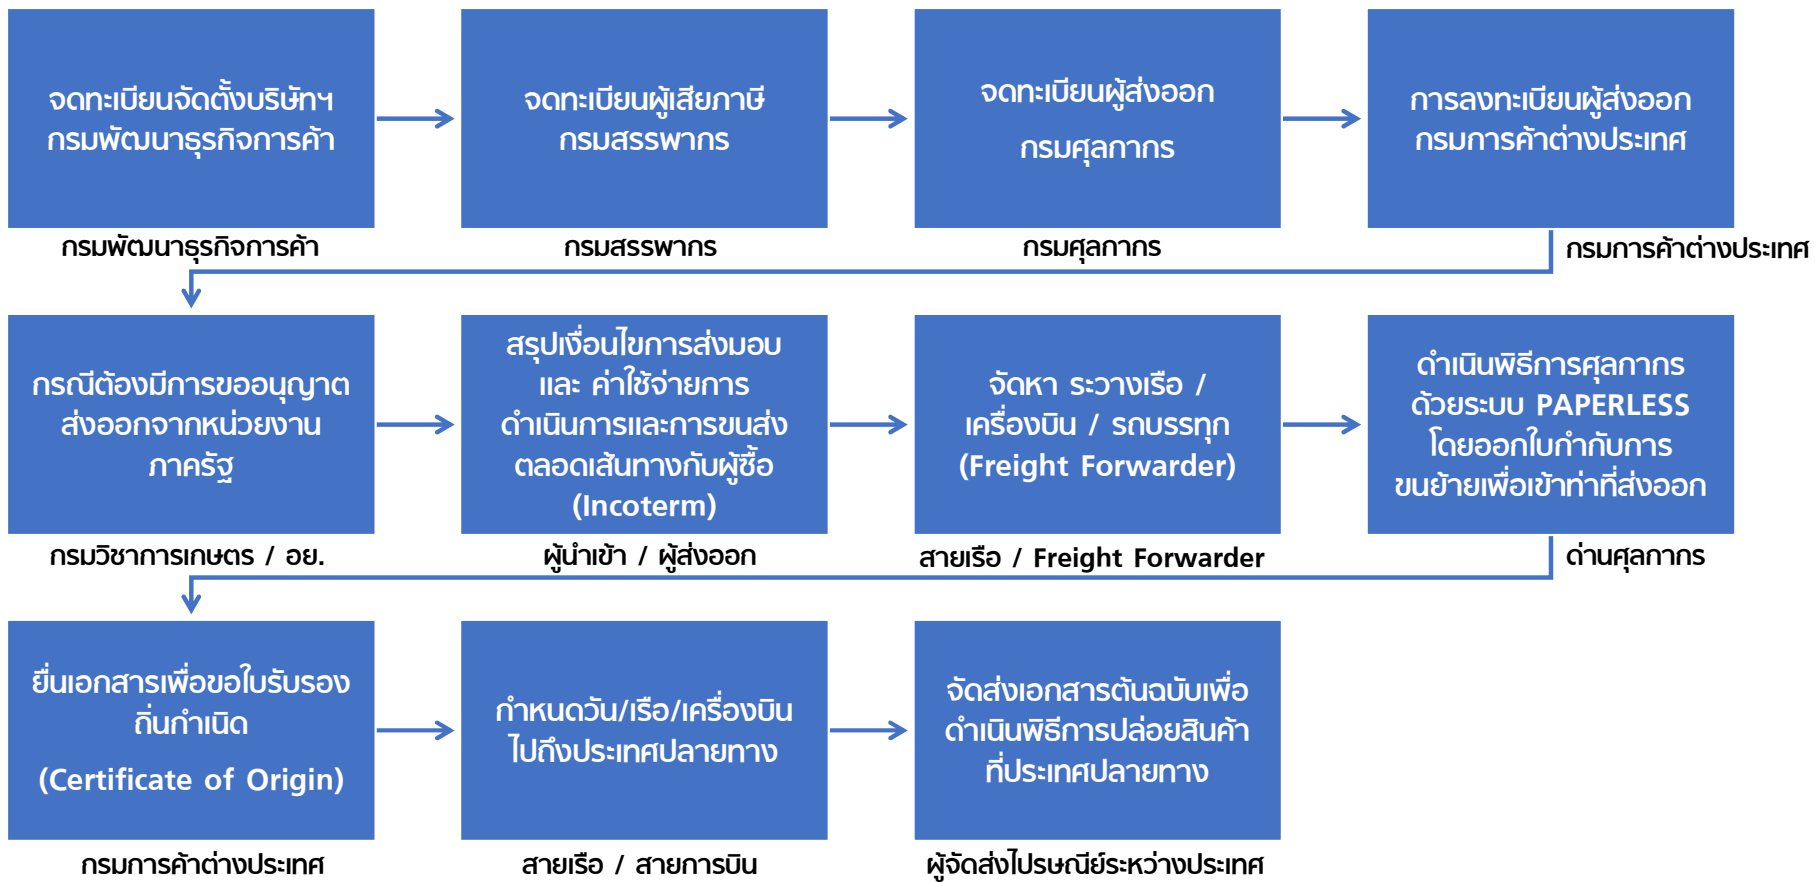 จดทะเบียนจัดตั้งบริษัทฯ
กรมพัฒนาธุรกิจการค้า
กรมพัฒนาธุรกิจการค้า
จดทะเบียนผู้เสียภาษี
กรมสรรพากร
กรมสรรพากร
จดทะเบียนผู้ส่งออก
กรมศุลกากร
กรมศุลกากร
การลงทะเบียนผู้ส่งออก
กรมการค้าต่างประเทศ
กรมการค้าต่างประเทศ
กรณีต้องมีการขออนุญาต
ส่งออกจากหน่วยงาน
ภาครัฐ
กรมวิชาการเกษตร / อย.
สรุปเงื่อนไขการส่งมอบ
และ ค่าใช้จ่ายการ
ดำเนินการและการขนส่ง
ตลอดเส้นทางกับผู้ซื้อ
(Incoterm)
ผู้นำเข้า / ผู้ส่งออก
จัดหา ระวางเรือ /
เครื่องบิน / รถบรรทุก
(Freight Forwarder)
สายเรือ / Freight Forwarder
ดำเนินพิธีการศุลกากร
ด้วยระบบ PAPERLESS
โดยออกใบกำกับการ
ขนย้ายเพื่อเข้าท่าที่ส่งออก
ด่านศุลกากร
ยื่นเอกสารเพื่อขอใบรับรอง
ถิ่นกำเนิด
(Certificate of Origin)
กรมการค้าต่างประเทศ
กำหนดวัน/เรือ/เครื่องบิน
ไปถึงประเทศปลายทาง
สายเรือ / สายการบิน
จัดส่งเอกสารต้นฉบับเพื่อ
ดำเนินพิธีการปล่อยสินค้า
ที่ประเทศปลายทาง
ผู้จัดส่งไปรษณีย์ระหว่างประเทศ